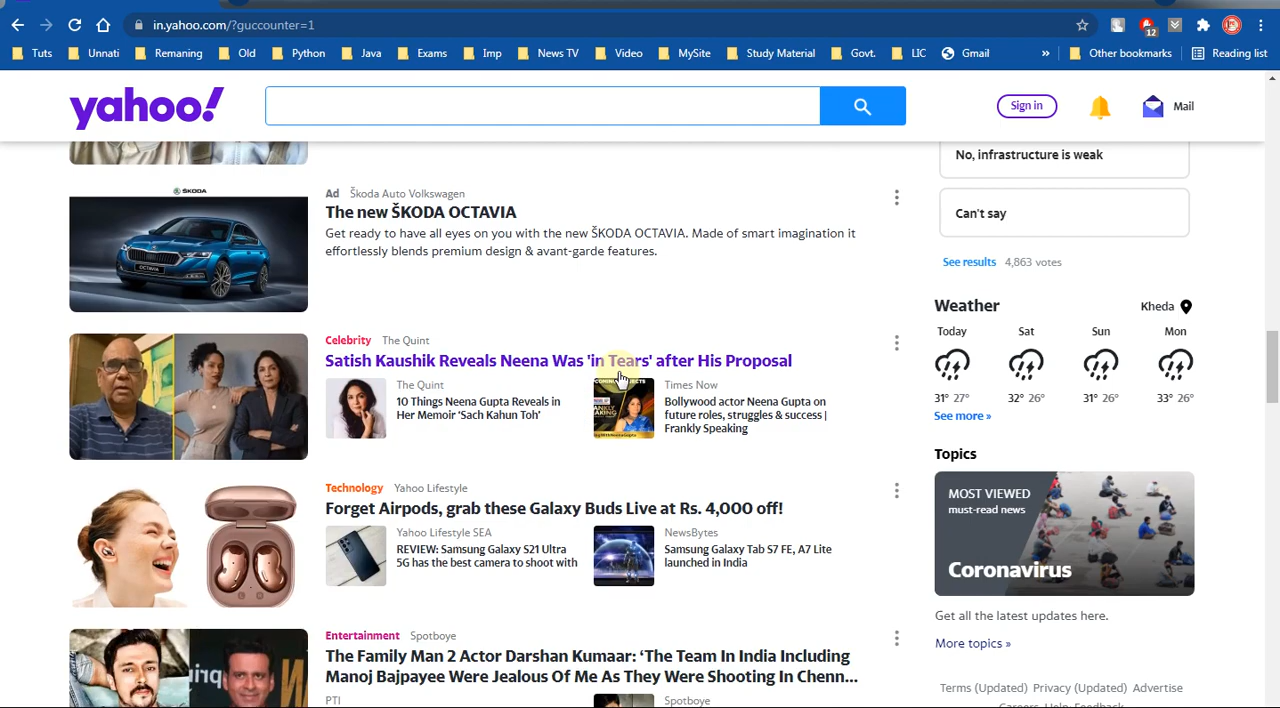 in.yahoo.com/?guccounter=1
12
Tuts Unnati Remaning Old Python Java Exams Imp News TV Video MySite Study Material Govt. LIC Gmail » Other bookmarks Reading list
yahoo! Sign in Mail
ŠKODA
OCTAVIA
Ad Škoda Auto Volkswagen
The new ŠKODA OCTAVIA
Get ready to have all eyes on you with the new ŠKODA OCTAVIA. Made of smart imagination it
effortlessly blends premium design & avant-garde features.
Celebrity The Quint
Satish Kaushik Reveals Neena Was 'in Tears' after His Proposal
The Quint
10 Things Neena Gupta Reveals in
Her Memoir ‘Sach Kahun Toh’
Times Now
Bollywood actor Neena Gupta on
future roles, struggles & success |
Frankly Speaking
Technology Yahoo Lifestyle
Forget Airpods, grab these Galaxy Buds Live at Rs. 4,000 off!
Yahoo Lifestyle SEA
REVIEW: Samsung Galaxy S21 Ultra
5G has the best camera to shoot with
NewsBytes
Samsung Galaxy Tab S7 FE, A7 Lite
launched in India
Entertainment Spotboye
The Family Man 2 Actor Darshan Kumaar: ‘The Team In India Including
Manoj Bajpayee Were Jealous Of Me As They Were Shooting In Chenn...
PTI
Spotboye
No, infrastructure is weak
Can't say
See results 4,863 votes
Weather Kheda
Today Sat Sun Mon
31° 27° 32° 26° 31° 26° 33° 26°
See more »
Topics
MOST VIEWED
must-read news
Coronavirus
Get all the latest updates here.
More topics »
Terms (Updated) Privacy (Updated) Advertise
Careers Help Feedback